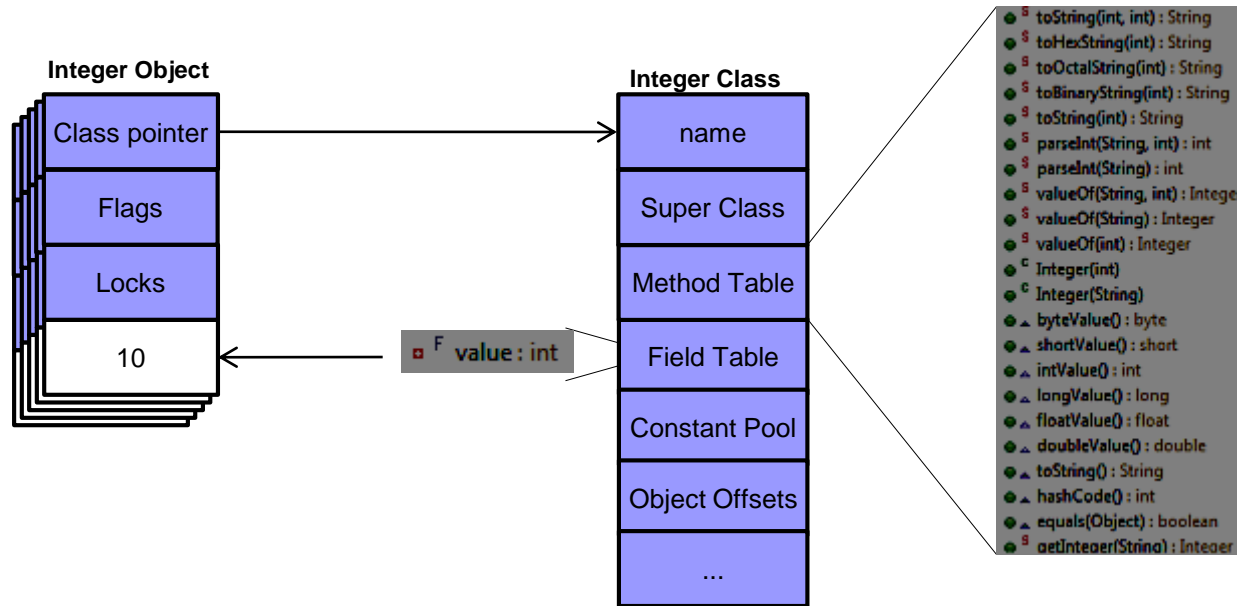 Integer Object
Class pointer
Flags
Locks
10
F value : int
Integer Class
name
Super Class
Method Table
Field Table
Constant Pool
Object Offsets
...
S toString(int, int) : String
S toHexString(int) : String
S toOctalString(int) : String
S toBinaryString(int) : String
S toString(int) : String
S parseInt(String, int) : int
S parseInt(String) : int
S valueOf(String, int) : Intege
S valueOf(String) : Integer
S valueOf(int) : Integer
C Integer(int)
C Integer(String)
byteValue() : byte
shortValue() : short
intValue() : int
longValue() : long
floatValue() : float
doubleValue() : double
toString() : String
hashCode() : int
equals(Object) : boolean
S getInteger(String) : Integer